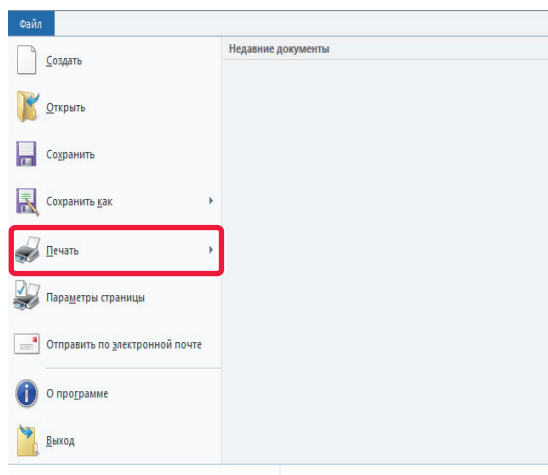 Файл
Недавние документы
Создать
Открыть
Сохранить
Сохранить как
Печать
Параметры страницы
Отправить по электронной почте
О программе
Выход